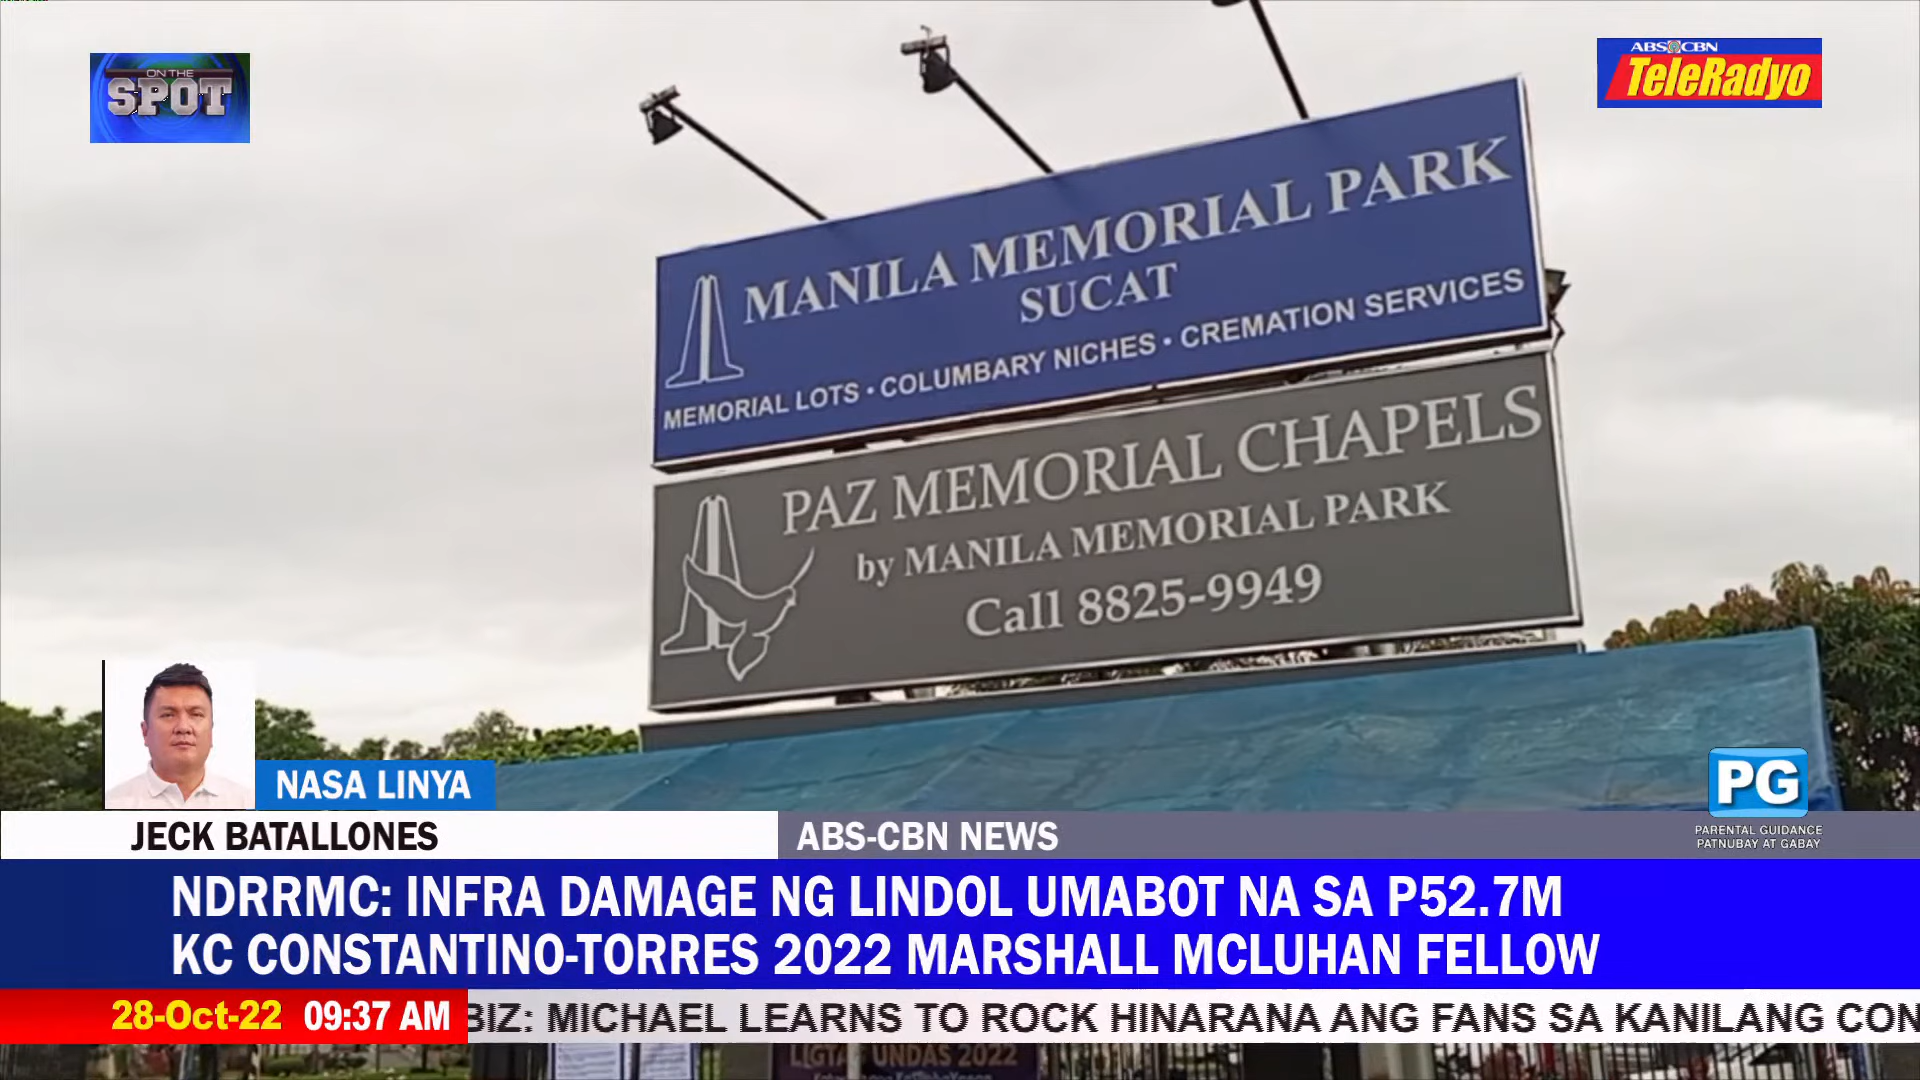 ON THE
SPOT
ABS-CBN
TeleRadyo
MANILA MEMORIAL PARK
SUCAT
MEMORIAL LOTS • COLUMBARY NICHES • CREMATION SERVICES
PAZ MEMORIAL CHAPELS
by MANILA MEMORIAL PARK
Call 8825-9949
NASA LINYA
PG
PARENTAL GUIDANCE
PATNUBAY AT GABAY
JECK BATALLONES
ABS-CBN NEWS
NDRRMC: INFRA DAMAGE NG LINDOL UMABOT NA SA P52.7M
KC CONSTANTINO-TORRES 2022 MARSHALL MCLUHAN FELLOW
28-Oct-22 09:37 AM
BIZ: MICHAEL LEARNS TO ROCK HINARANA ANG FANS SA KANILANG CON
UNDAS 2022